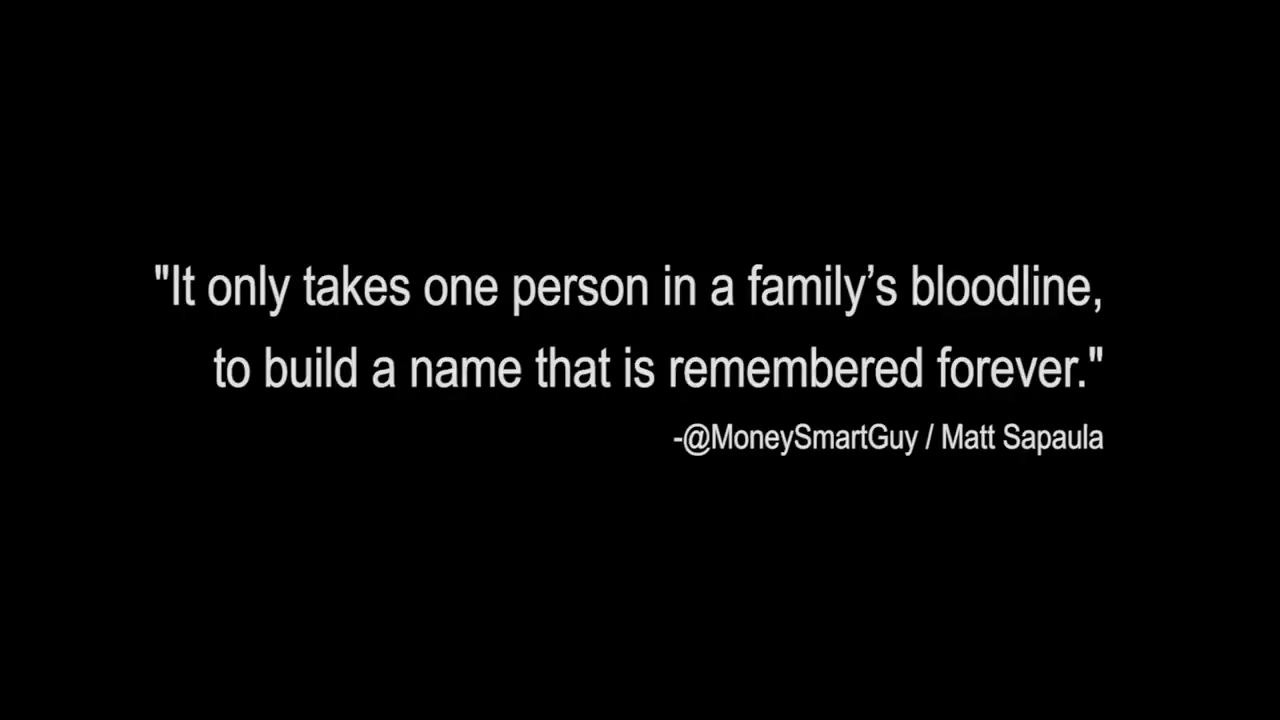 "It only takes one person in a family’s bloodline,
to build a name that is remembered forever."
-@MoneySmartGuy / Matt Sapaula